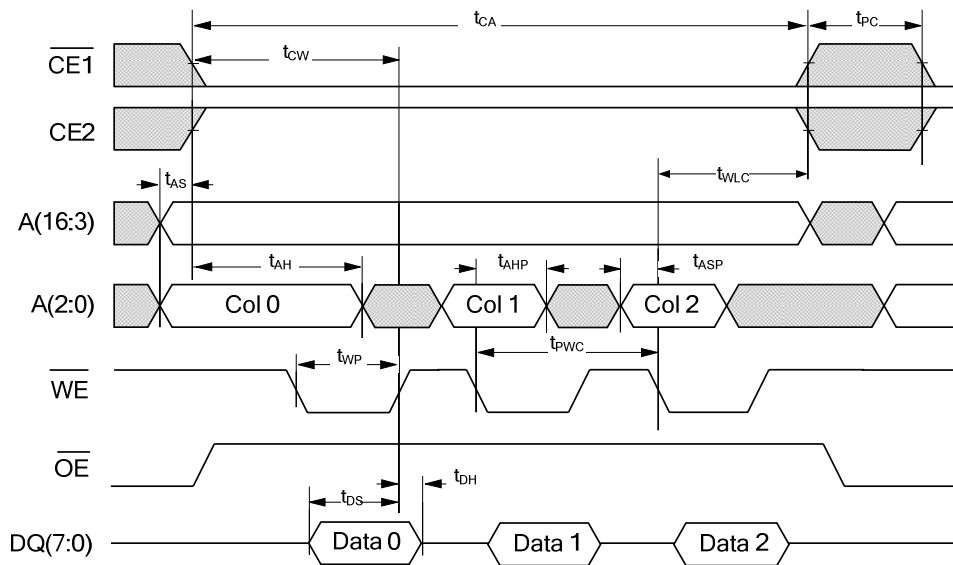 tCA
tPC
tCW
CE1
CE2
tWLC
tAS
A(16:3)
tAH
tAHP
tASP
A(2:0)
Col 0
Col 1
Col 2
tPWC
tWP
WE
OE
tDH
tDS
DQ(7:0)
Data 0
Data 1
Data 2